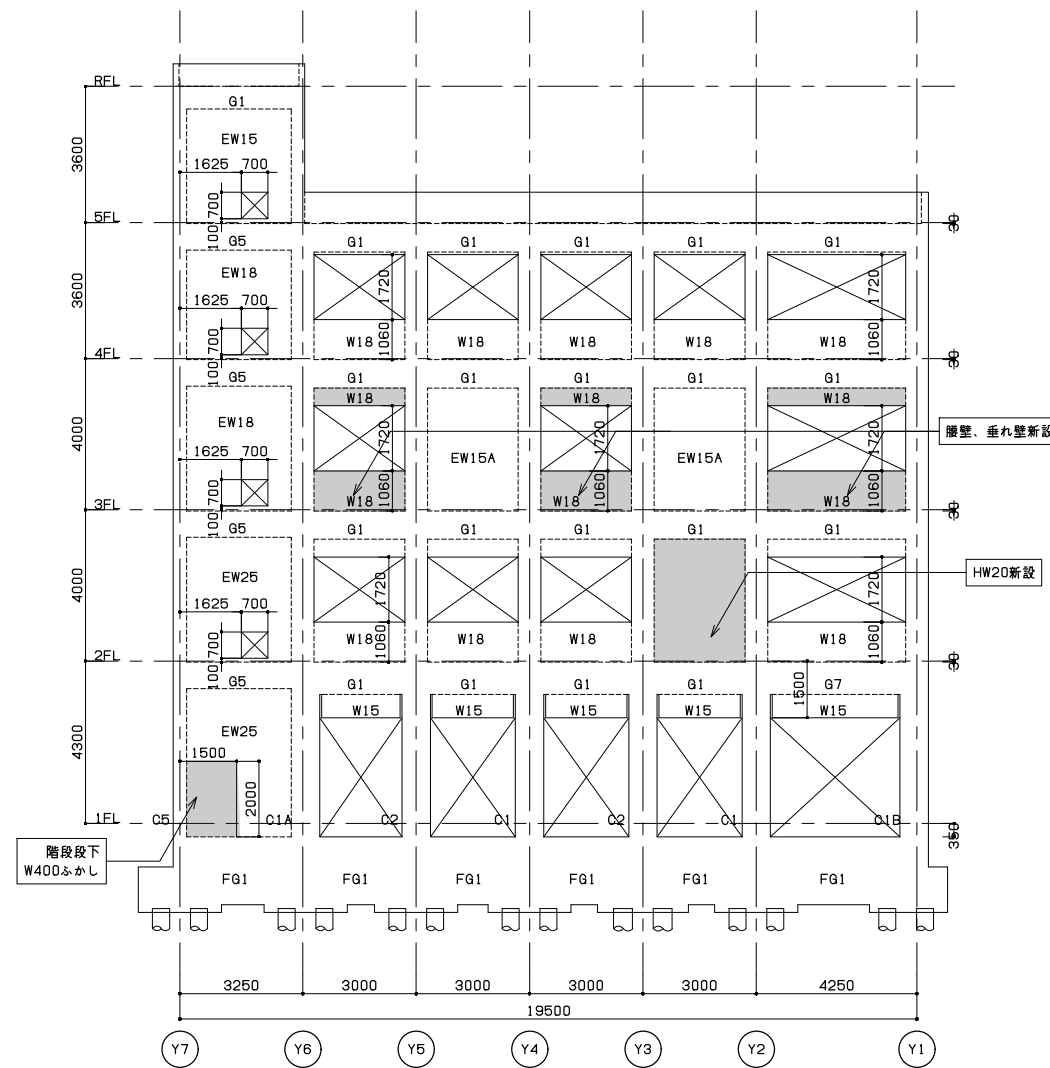 RFL
G1
EW15
3600
1625 700
700
100
5FL
30
G5
G1
G1
G1
G1
G1
EW18
3600
1625 700
700
100
1720
1720
W18
W18
W18
W18
W18
1060
1060
4FL
30
G5
G1
G1
G1
G1
G1
W18
W18
W18
EW18
4000
1625 700
700
100
1720
1720
1720
腰壁、垂れ壁新設
EW15A
EW15A
W18
W18
W18
1060
1060
1060
3FL
30
G5
G1
G1
G1
G1
EW25
4000
1625 700
700
100
1720
1720
HW20新設
W18
W18
W18
W18
1060
1060
2FL
30
G5
G1
G1
G1
G1
G7
1500
W15
W15
W15
W15
W15
EW25
4300
1500
2000
1FL
C5
C1A
C2
C1
C2
C1
C1B
350
階段段下
W400ふかし
FG1
FG1
FG1
FG1
FG1
FG1
3250
3000
3000
3000
3000
4250
19500
Y7
Y6
Y5
Y4
Y3
Y2
Y1